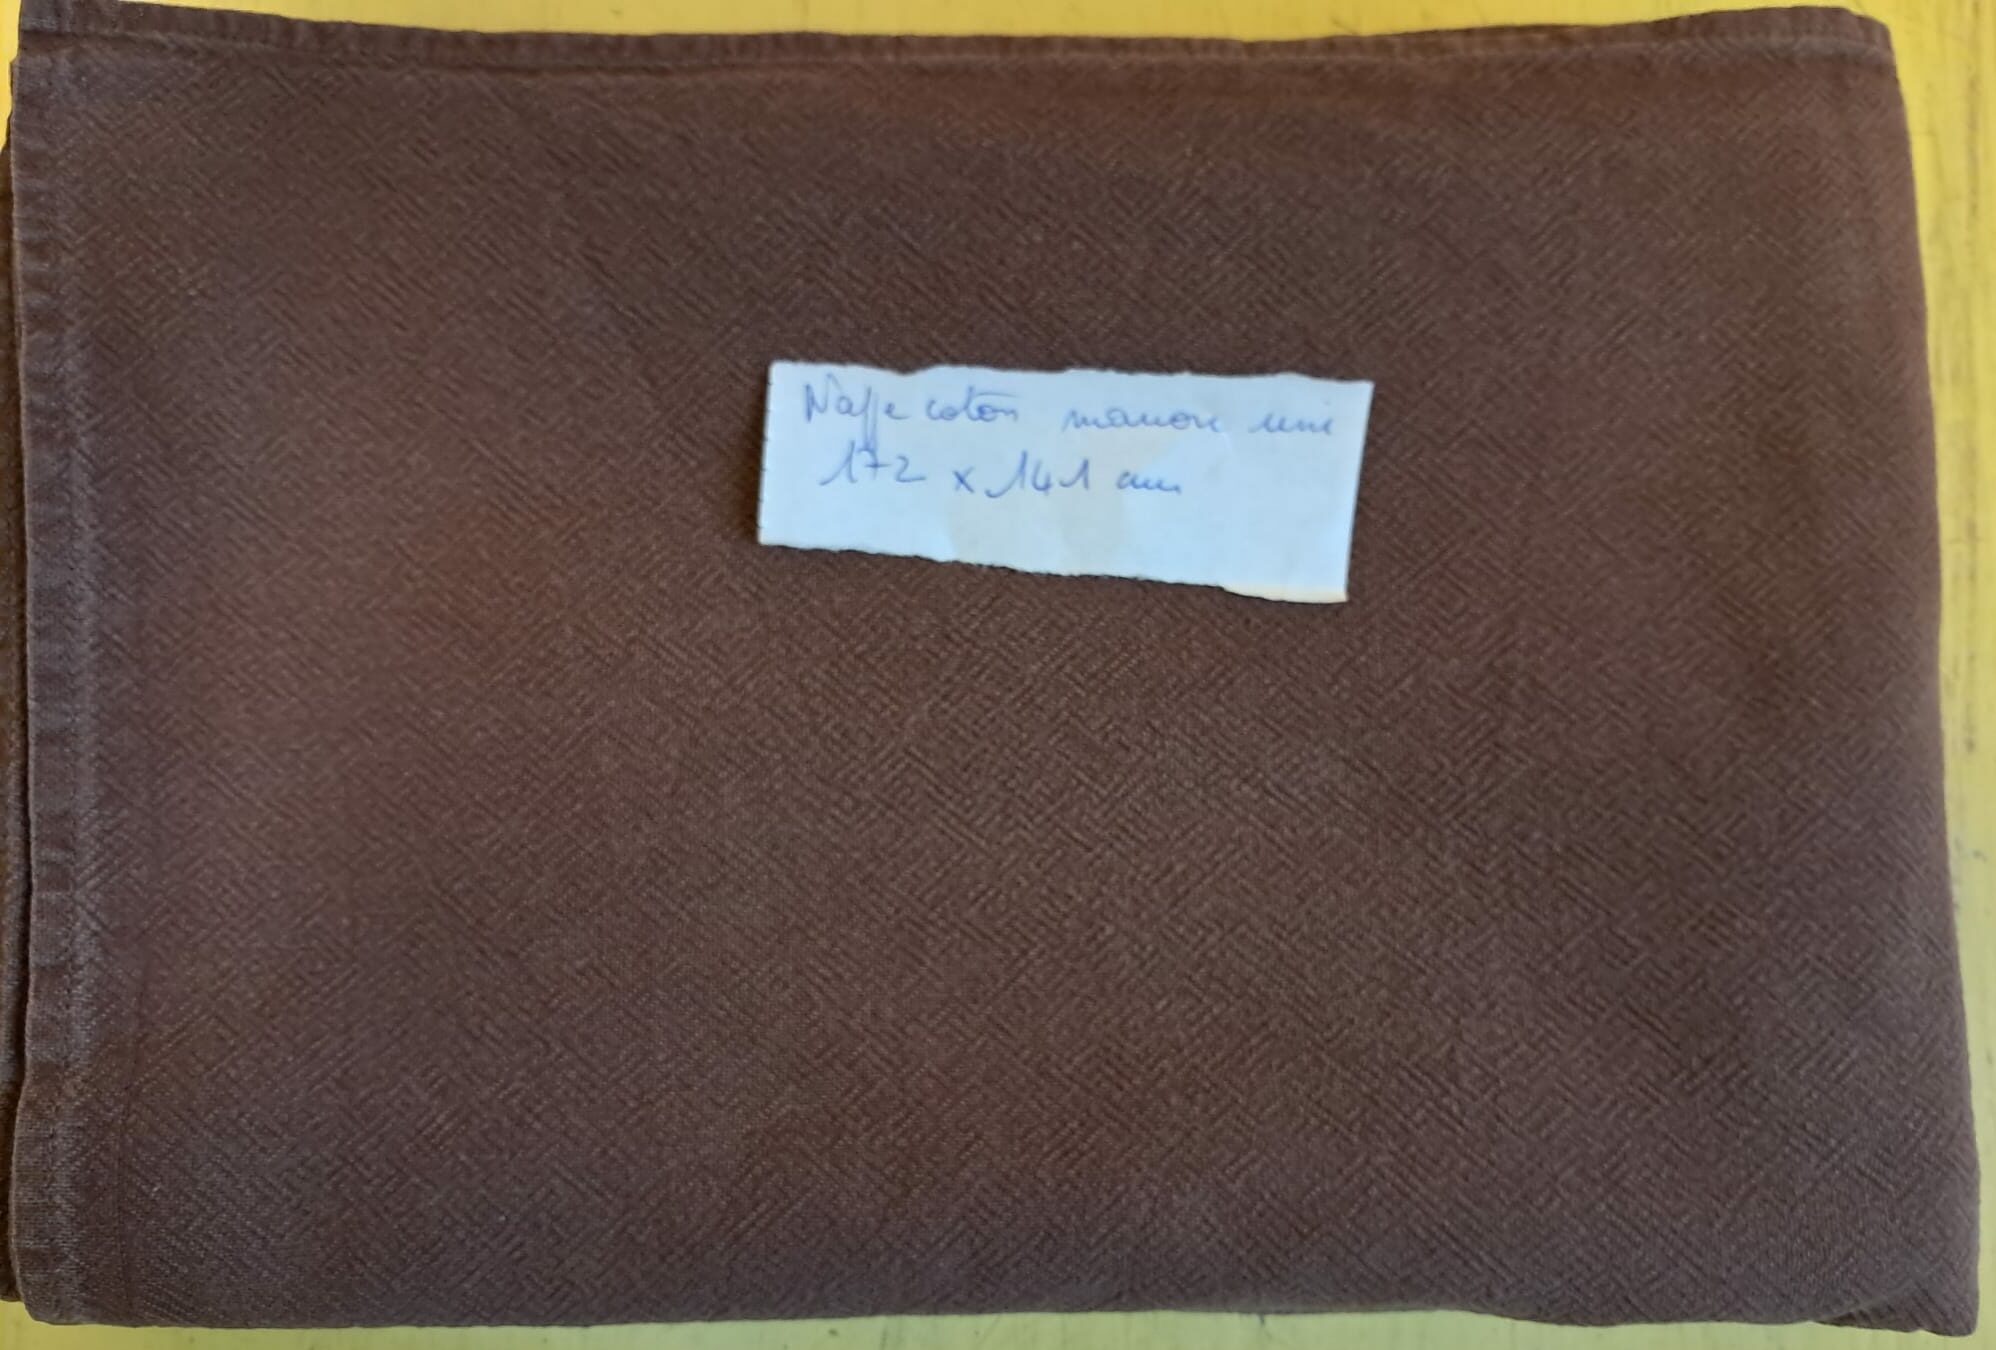 Nappe coton marron uni
172 x 141 cm